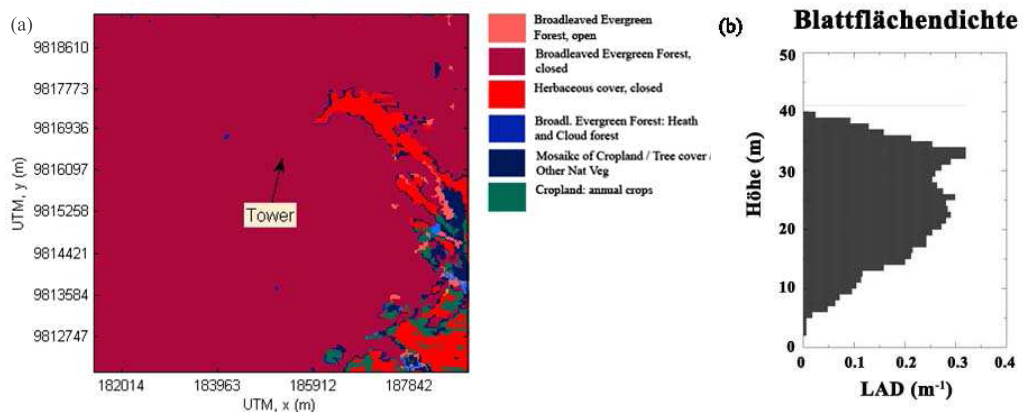 (a)
9818610
9817773
9816936
9816097
9815258
9814421
9813584
9812747
UTM, y (m)
Tower
182014 183963 185912 187842
UTM, x (m)
Broadleaved Evergreen
Forest, open
Broadleaved Evergreen Forest,
closed
Herbaceous cover, closed
Broadl. Evergreen Forest: Heath
and Cloud forest
Mosaikc of Cropland / Tree cover /
Other Nat Veg
Cropland: annual crops
(b) Blattflächendichte
50
40
30
20
10
0
Höhe (m)
0 0.1 0.2 0.3 0.4
LAD (m⁻¹)